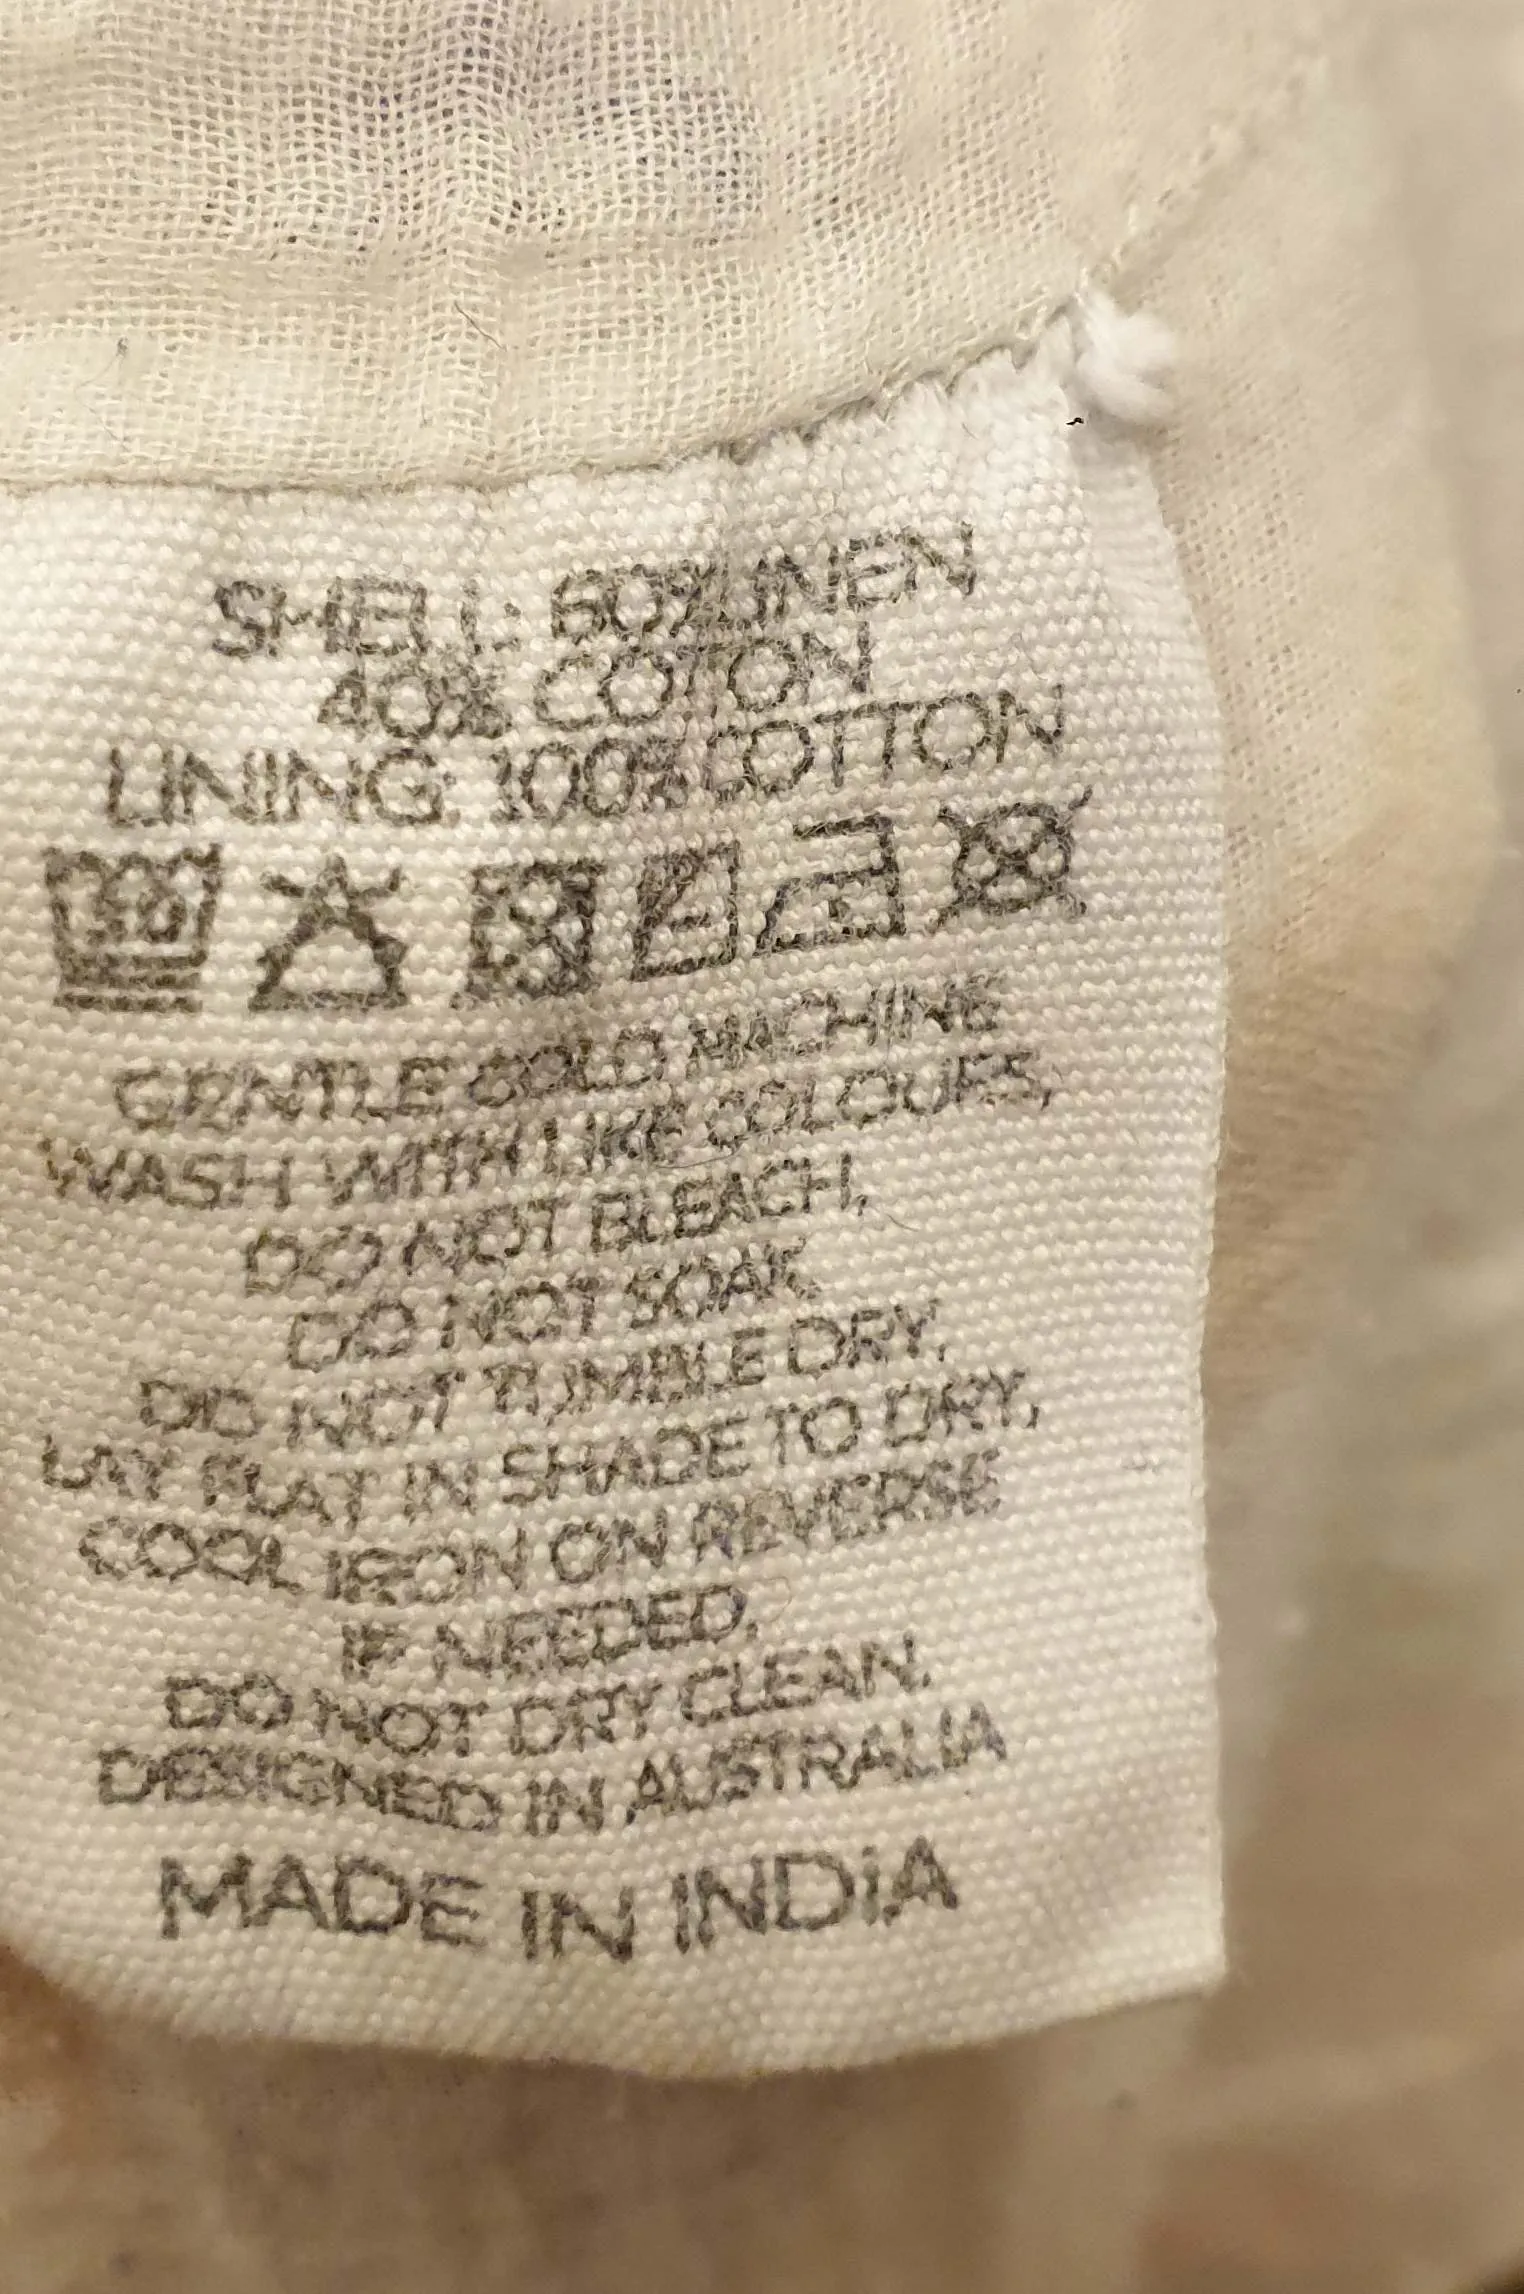 SHELL: 60% LINEN
40% COTTON
LINING: 100% COTTON
30
GENTLE COLD MACHINE
WASH WITH LIKE COLOURS,
DO NOT BLEACH,
DO NOT SOAK
DO NOT TUMBLE DRY,
LAY FLAT IN SHADE TO DRY,
COOL IRON ON REVERSE
IF NEEDED,
DO NOT DRY CLEAN.
DESIGNED IN AUSTRALIA
MADE IN INDIA